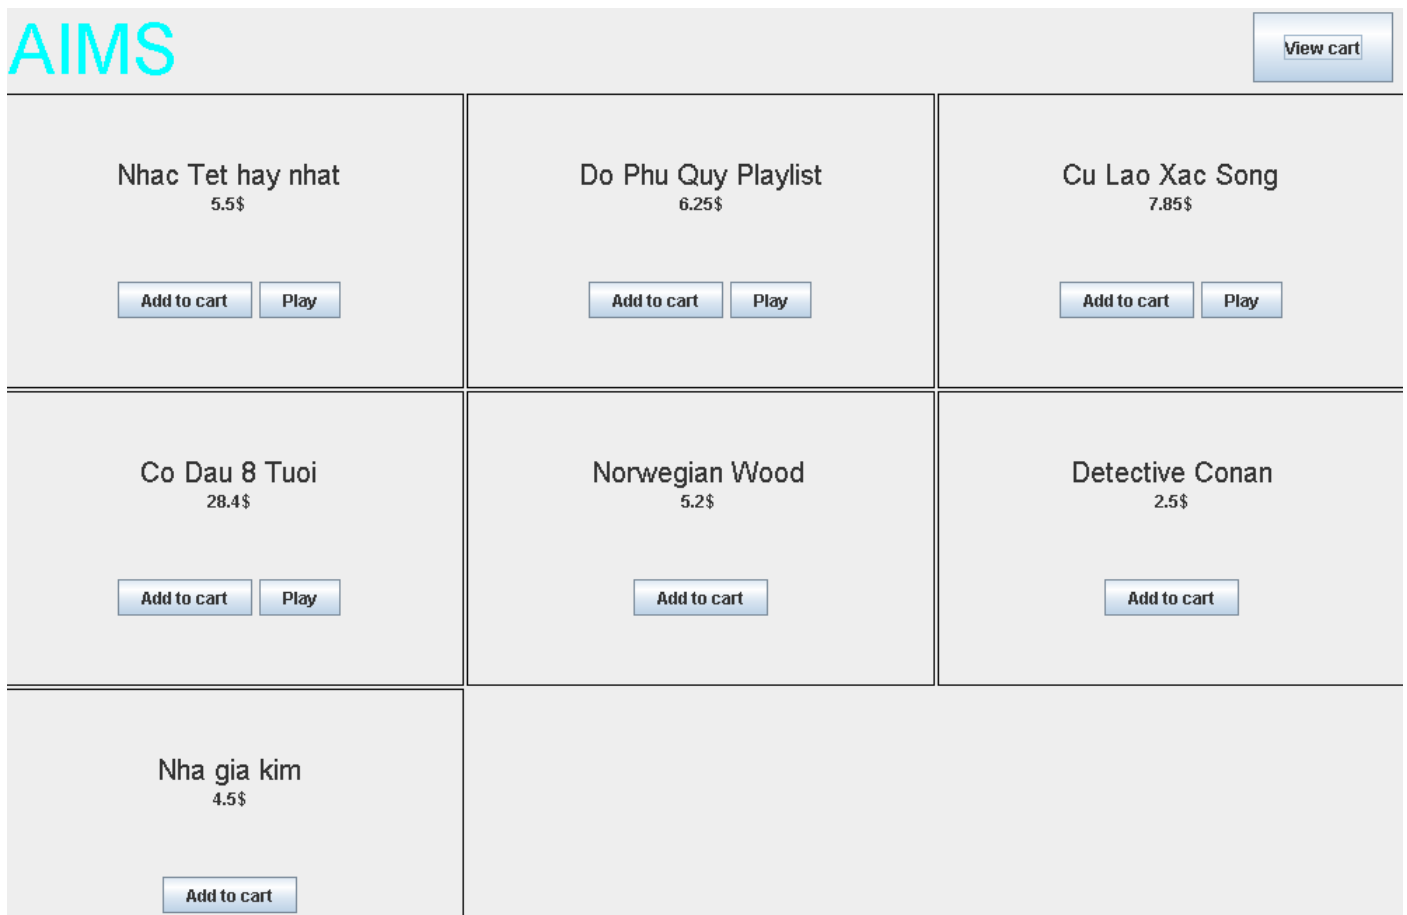 AIMS
View cart
Nhac Tet hay nhat
5.5$
Add to cart Play
Do Phu Quy Playlist
6.25$
Add to cart Play
Cu Lao Xac Song
7.85$
Add to cart Play
Co Dau 8 Tuoi
28.4$
Add to cart Play
Norwegian Wood
5.2$
Add to cart
Detective Conan
2.5$
Add to cart
Nha gia kim
4.5$
Add to cart